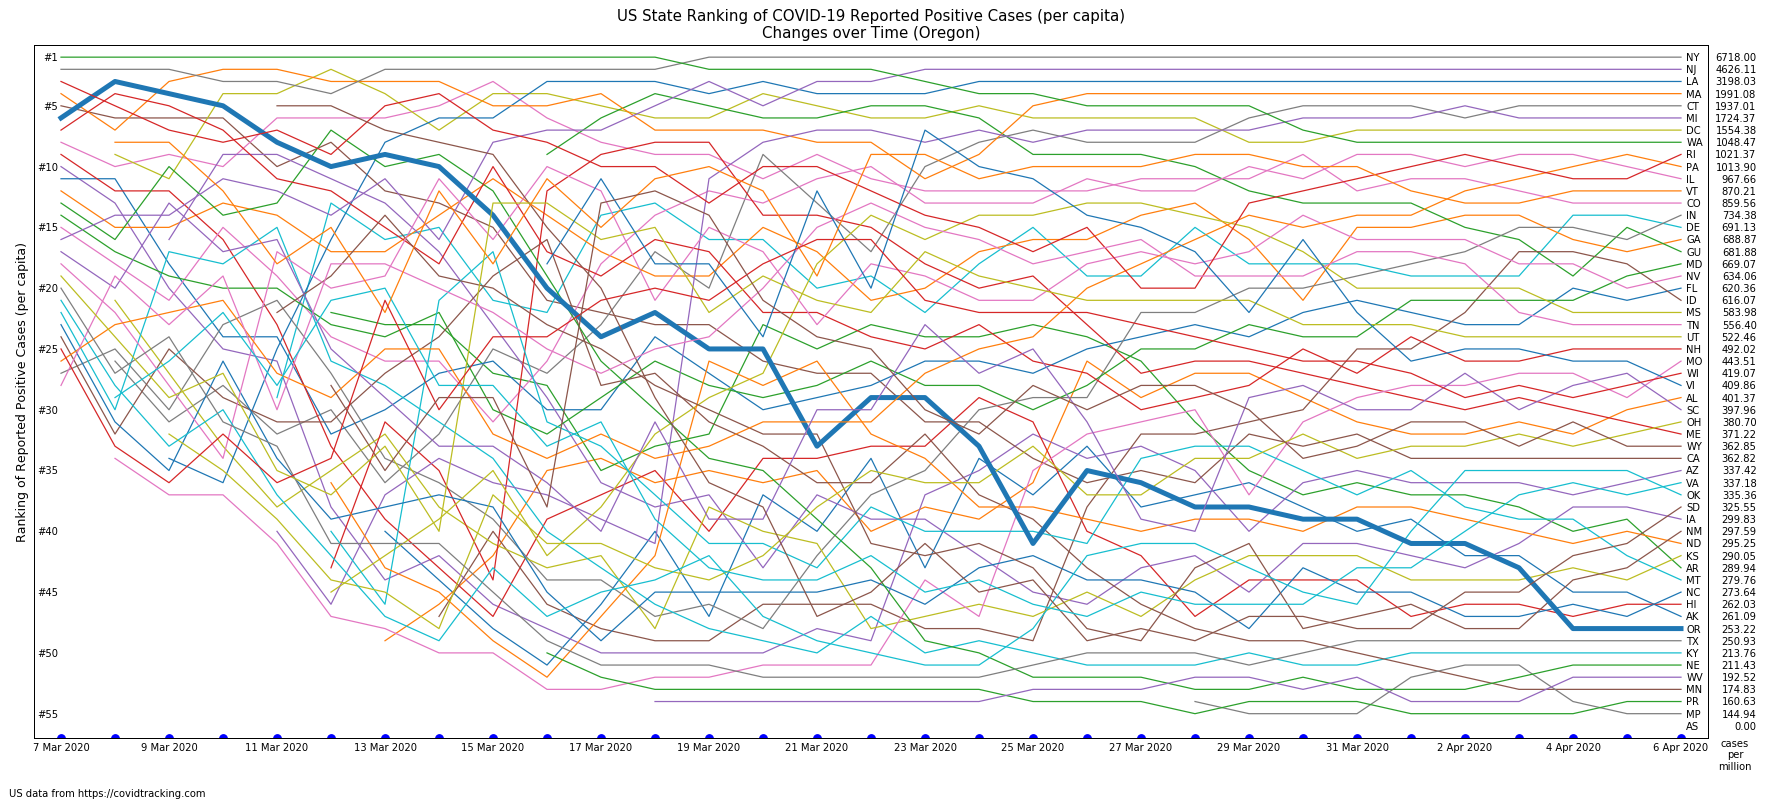 US State Ranking of COVID-19 Reported Positive Cases (per capita)
Changes over Time (Oregon)
Ranking of Reported Positive Cases (per capita)
#1
#5
#10
#15
#20
#25
#30
#35
#40
#45
#50
#55
NY 6718.00
NJ 4626.11
LA 3198.03
MA 1991.08
CT 1937.01
MI 1724.37
DC 1554.38
WA 1048.47
RI 1021.37
PA 1013.90
IL 967.66
VT 870.21
CO 859.56
IN 734.38
DE 691.13
GA 688.87
GU 681.88
MD 669.07
NV 634.06
FL 620.36
ID 616.07
MS 583.98
TN 556.40
UT 522.46
NH 492.02
MO 443.51
WI 419.07
VI 409.86
AL 401.37
SC 397.96
OH 380.70
ME 371.22
WY 362.85
CA 362.82
AZ 337.42
VA 337.18
OK 335.36
SD 325.55
IA 299.83
NM 297.59
ND 295.25
KS 290.05
AR 289.94
MT 279.76
NC 273.64
HI 262.03
AK 261.09
OR 253.22
TX 250.93
KY 213.76
NE 211.43
WV 192.52
MN 174.83
PR 160.63
MP 144.94
AS 0.00
7 Mar 2020 9 Mar 2020 11 Mar 2020 13 Mar 2020 15 Mar 2020 17 Mar 2020 19 Mar 2020 21 Mar 2020 23 Mar 2020 25 Mar 2020 27 Mar 2020 29 Mar 2020 31 Mar 2020 2 Apr 2020 4 Apr 2020 6 Apr 2020
cases
per
million
US data from https://covidtracking.com